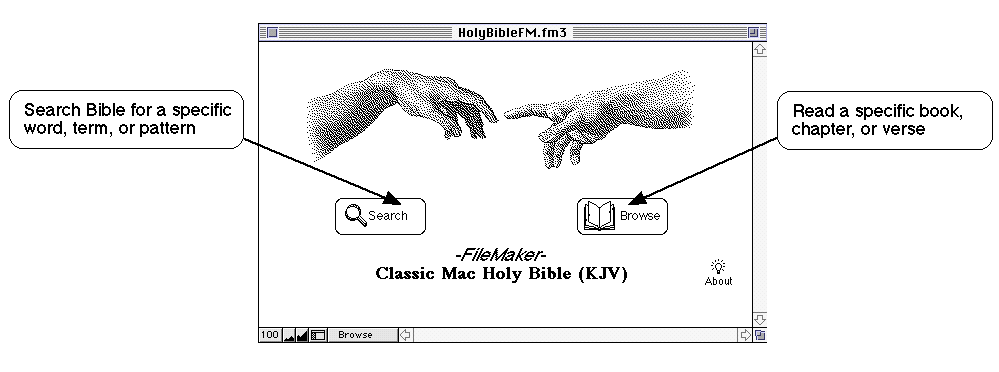 HolyBibleFM.fm3
Search Bible for a specific
word, term, or pattern
Read a specific book,
chapter, or verse
Search
Browse
-FileMaker-
Classic Mac Holy Bible (KJV)
About
100
Browse